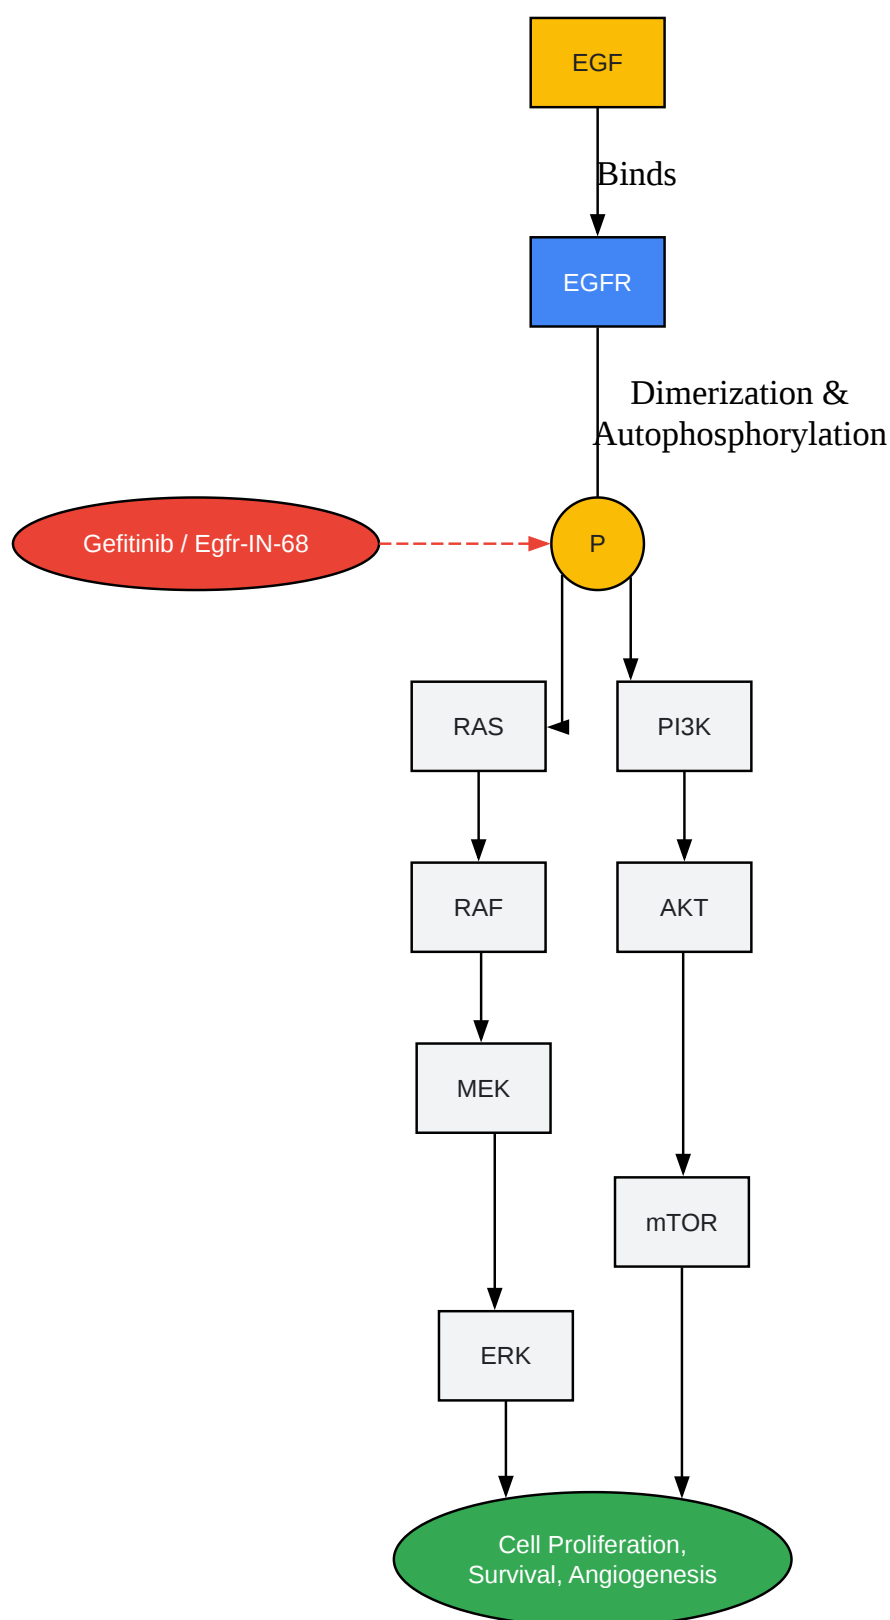 EGF
Binds
EGFR
Dimerization &
Autophosphorylation
Gefitinib / Egfr-IN-68
P
RAS
PI3K
RAF
AKT
MEK
mTOR
ERK
Cell Proliferation,
Survival, Angiogenesis